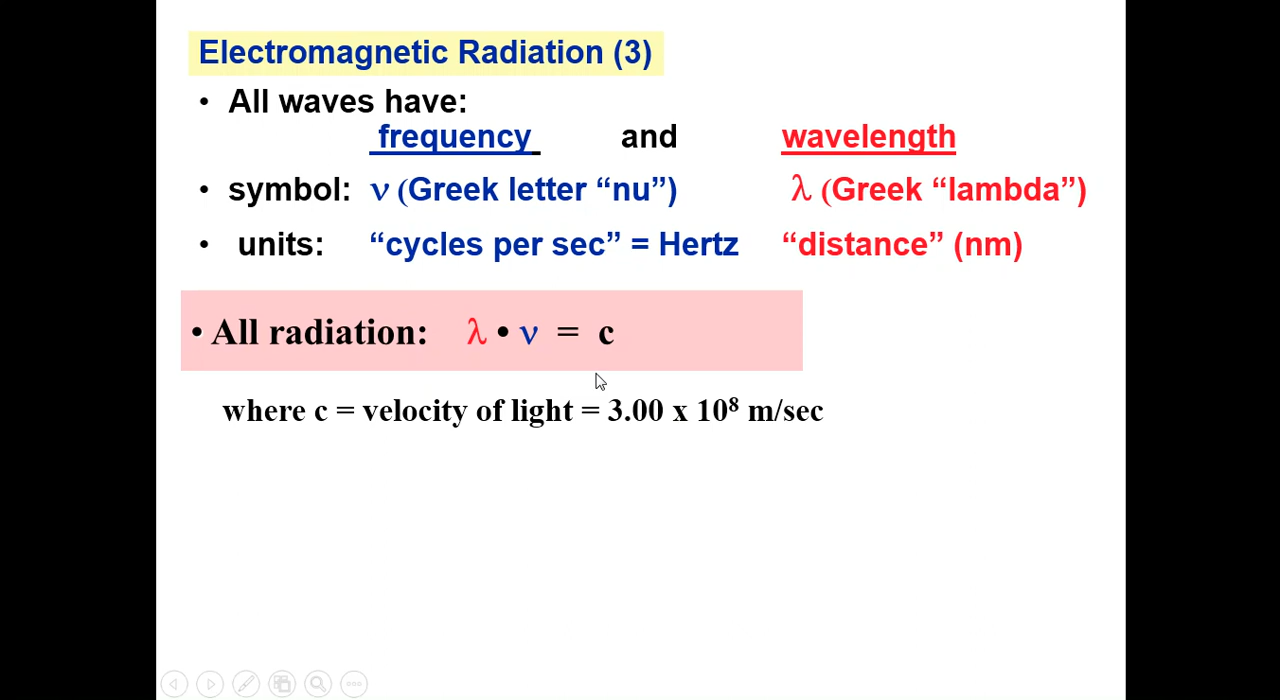 Electromagnetic Radiation (3)
• All waves have:
frequency and wavelength
• symbol: ν (Greek letter “nu”) λ (Greek “lambda”)
• units: “cycles per sec” = Hertz “distance” (nm)
• All radiation: λ • ν = c
where c = velocity of light = 3.00 x 10⁸ m/sec